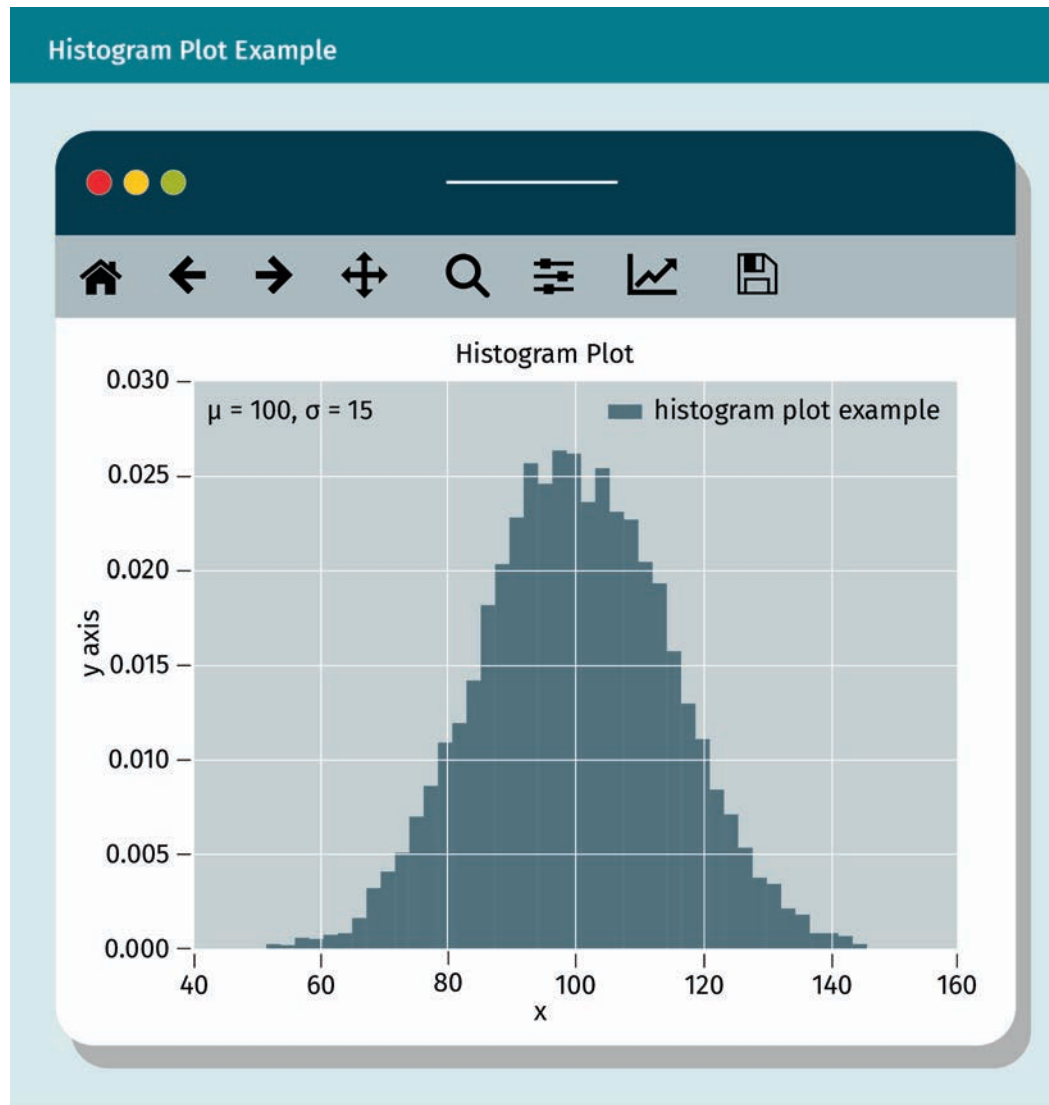 Histogram Plot Example
Histogram Plot
μ = 100, σ = 15
histogram plot example
0.030
0.025
0.020
0.015
0.010
0.005
0.000
y axis
40 60 80 100 120 140 160
x